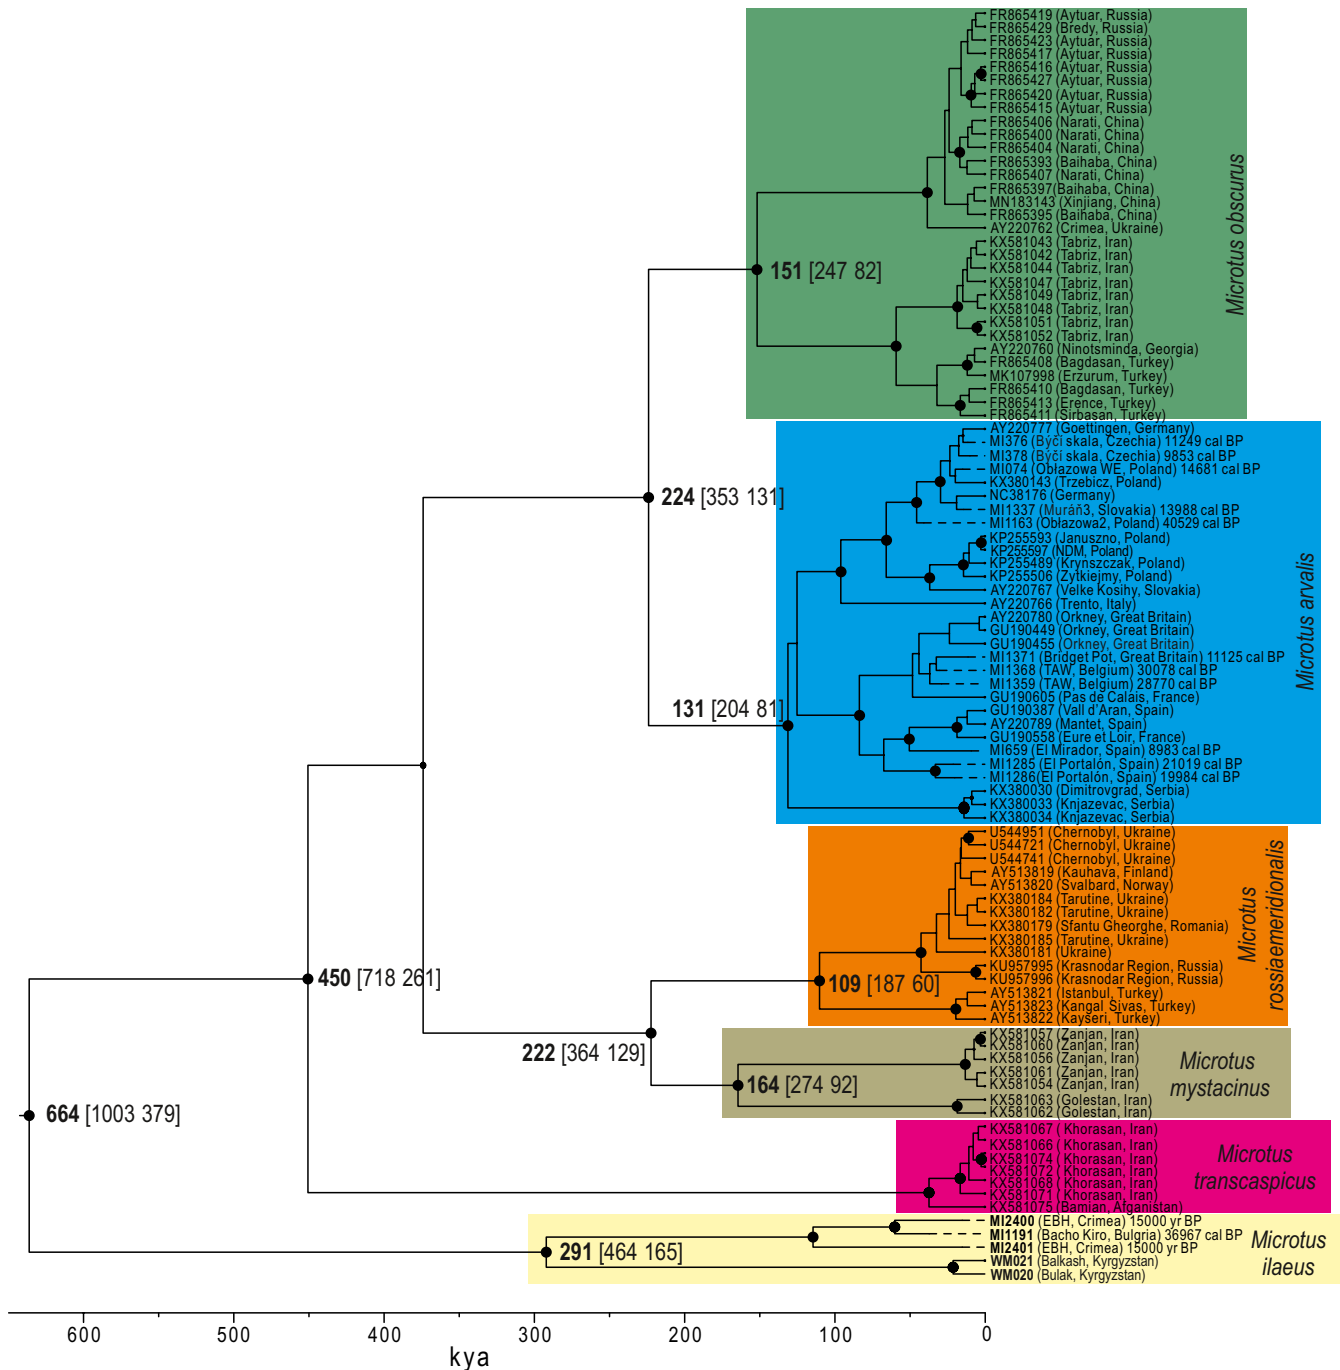 FR865419 (Aytuar, Russia)
FR865429 (Bredy, Russia)
FR865423 (Aytuar, Russia)
FR865417 (Aytuar, Russia)
FR865416 (Aytuar, Russia)
FR865427 (Aytuar, Russia)
FR865420 (Aytuar, Russia)
FR865415 (Aytuar, Russia)
FR865406 (Narati, China)
FR865400 (Narati, China)
FR865404 (Narati, China)
FR865393 (Baihaba, China)
FR865407 (Narati, China)
FR865397(Baihaba, China)
MN183143 (Xinjiang, China)
FR865395 (Baihaba, China)
AY220762 (Crimea, Ukraine)
KX581043 (Tabriz, Iran)
KX581042 (Tabriz, Iran)
KX581044 (Tabriz, Iran)
KX581047 (Tabriz, Iran)
KX581049 (Tabriz, Iran)
KX581048 (Tabriz, Iran)
KX581051 (Tabriz, Iran)
KX581052 (Tabriz, Iran)
AY220760 (Ninotsminda, Georgia)
FR865408 (Bagdasan, Turkey)
MK107998 (Erzurum, Turkey)
FR865410 (Bagdasan, Turkey)
FR865413 (Erence, Turkey)
FR865411 (Sirbasan, Turkey)
Microtus obscurus
151 [247 82]
AY220777 (Goettingen, Germany)
MI376 (Býčí skala, Czechia) 11249 cal BP
MI378 (Býčí skala, Czechia) 9853 cal BP
MI074 (Obłazowa WE, Poland) 14681 cal BP
KX380143 (Trzebicz, Poland)
NC38176 (Germany)
MI1337 (Muráň3, Slovakia) 13988 cal BP
MI1163 (Obłazowa2, Poland) 40529 cal BP
KP255593 (Januszno, Poland)
KP255597 (NDM, Poland)
KP255489 (Krynszczak, Poland)
KP255506 (Zytkiejmy, Poland)
AY220767 (Velke Kosihy, Slovakia)
AY220766 (Trento, Italy)
AY220780 (Orkney, Great Britain)
GU190449 (Orkney, Great Britain)
GU190455 (Orkney, Great Britain)
MI1371 (Bridget Pot, Great Britain) 11125 cal BP
MI1368 (TAW, Belgium) 30078 cal BP
MI1359 (TAW, Belgium) 28770 cal BP
GU190605 (Pas de Calais, France)
GU190387 (Vall d'Aran, Spain)
AY220789 (Mantet, Spain)
GU190558 (Eure et Loir, France)
MI659 (El Mirador, Spain) 8983 cal BP
MI1285 (El Portalón, Spain) 21019 cal BP
MI1286(El Portalón, Spain) 19984 cal BP
KX380030 (Dimitrovgrad, Serbia)
KX380033 (Knjazevac, Serbia)
KX380034 (Knjazevac, Serbia)
Microtus arvalis
224 [353 131]
131 [204 81]
U544951 (Chernobyl, Ukraine)
U544721 (Chernobyl, Ukraine)
U544741 (Chernobyl, Ukraine)
AY513819 (Kauhava, Finland)
AY513820 (Svalbard, Norway)
KX380184 (Tarutine, Ukraine)
KX380182 (Tarutine, Ukraine)
KX380179 (Sfantu Gheorghe, Romania)
KX380185 (Tarutine, Ukraine)
KX380181 (Ukraine)
KU957995 (Krasnodar Region, Russia)
KU957996 (Krasnodar Region, Russia)
AY513821 (Istanbul, Turkey)
AY513823 (Kangal Sivas, Turkey)
AY513822 (Kayseri, Turkey)
Microtus
rossiaemeridionalis
450 [718 261]
109 [187 60]
222 [364 129]
KX581057 (Zanjan, Iran)
KX581060 (Zanjan, Iran)
KX581056 (Zanjan, Iran)
KX581061 (Zanjan, Iran)
KX581054 (Zanjan, Iran)
KX581063 (Golestan, Iran)
KX581062 (Golestan, Iran)
Microtus
mystacinus
164 [274 92]
664 [1003 379]
KX581067 ( Khorasan, Iran)
KX581066 ( Khorasan, Iran)
KX581074 ( Khorasan, Iran)
KX581072 ( Khorasan, Iran)
KX581068 ( Khorasan, Iran)
KX581071 ( Khorasan, Iran)
KX581075 (Bamian, Afganistan)
Microtus
transcaspicus
MI2400 (EBH, Crimea) 15000 yr BP
MI1191 (Bacho Kiro, Bulgria) 36967 cal BP
MI2401 (EBH, Crimea) 15000 yr BP
WM021 (Balkash, Kyrgyzstan)
WM020 (Bulak, Kyrgyzstan)
Microtus
ilaeus
291 [464 165]
600 500 400 300 200 100 0
kya